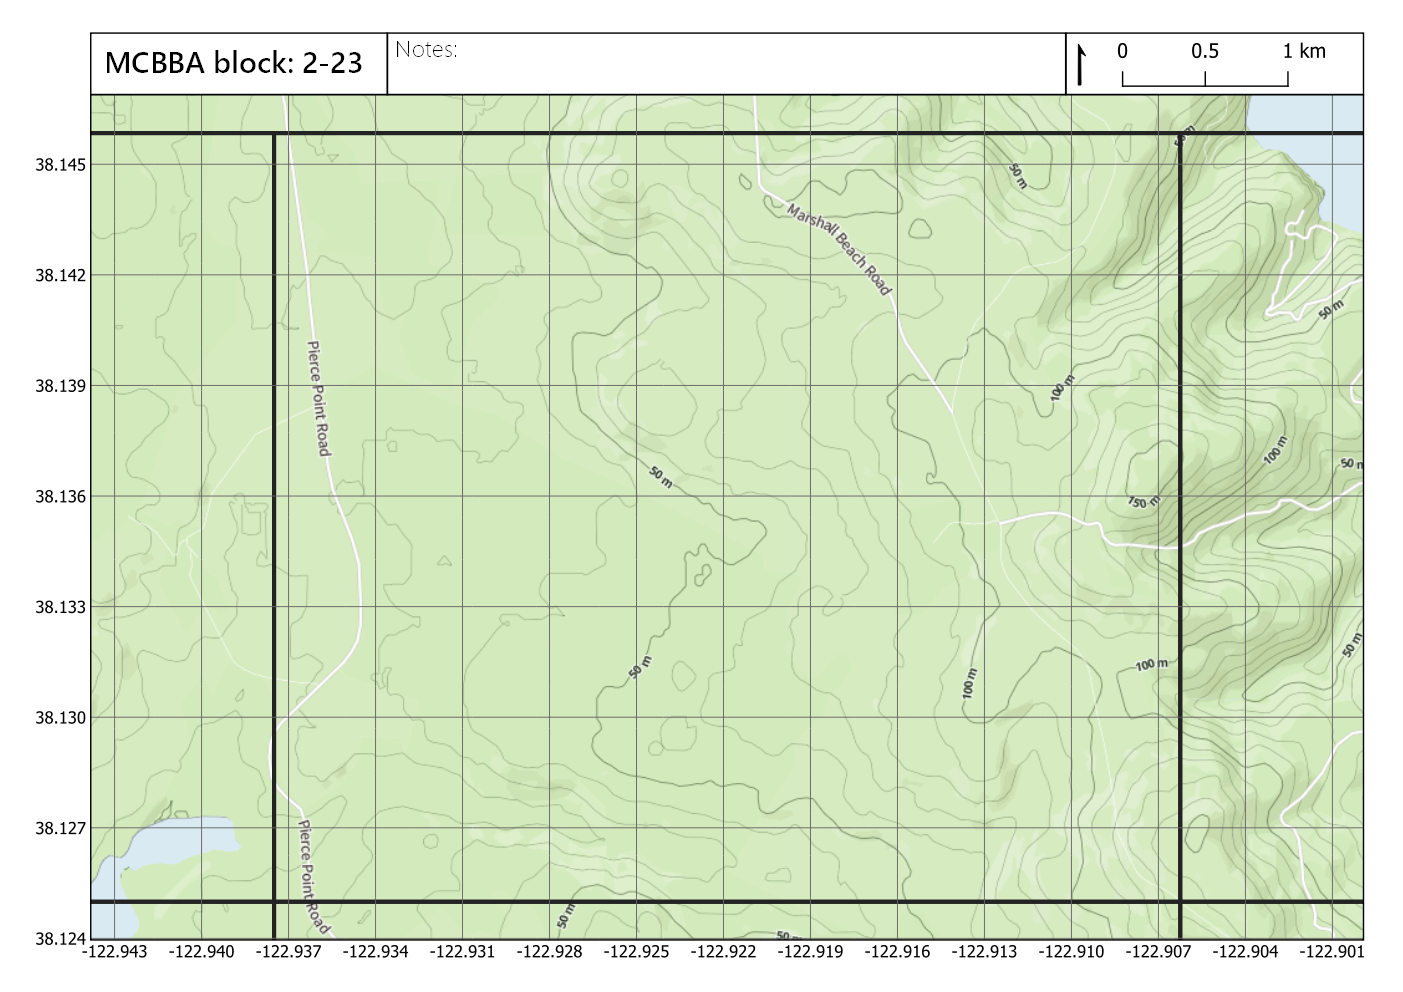 MCBBA block: 2-23
Notes:
0 0.5 1 km
50 m
38.145
50 m
Marshall Beach Road
38.142
50 m
Pierce Point Road
38.139
100 m
100 m
50 m
50 m
38.136
150 m
38.133
50 m
100 m
50 m
100 m
38.130
38.127
Pierce Point Road
50 m
50 m
38.124
-122.943 -122.940 -122.937 -122.934 -122.931 -122.928 -122.925 -122.922 -122.919 -122.916 -122.913 -122.910 -122.907 -122.904 -122.901